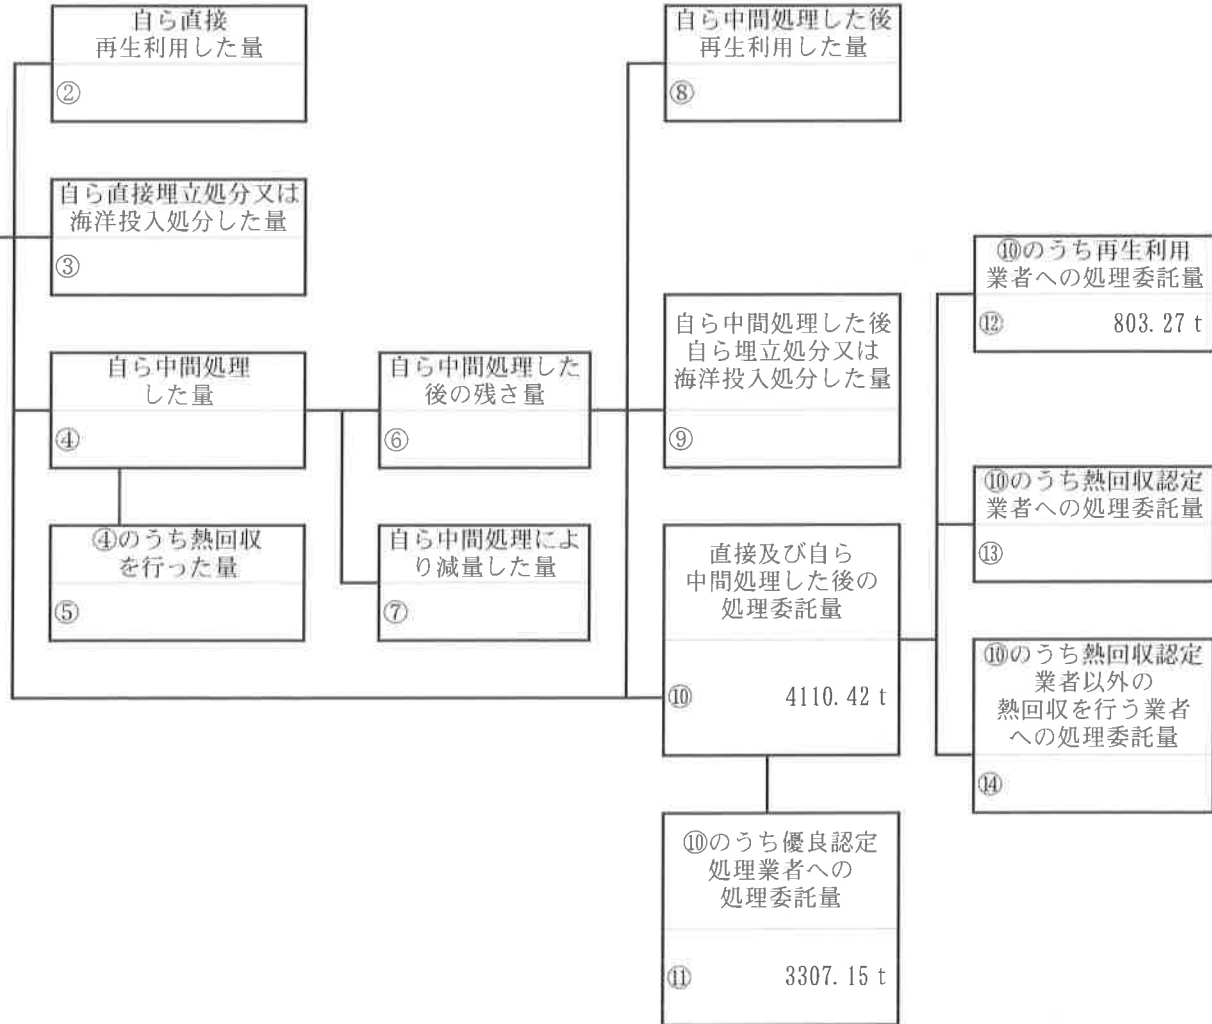 自ら直接
再生利用した量
②
自ら直接埋立処分又は
海洋投入処分した量
③
自ら中間処理
した量
④
④のうち熱回収
を行った量
⑤
自ら中間処理した
後の残さ量
⑥
自ら中間処理によ
り減量した量
⑦
自ら中間処理した後
再生利用した量
⑧
自ら中間処理した後
自ら埋立処分又は
海洋投入処分した量
⑨
直接及び自ら
中間処理した後の
処理委託量
⑩ 4110.42 t
⑩のうち優良認定
処理業者への
処理委託量
⑪ 3307.15 t
⑩のうち再生利用
業者への処理委託量
⑫ 803.27 t
⑩のうち熱回収認定
業者への処理委託量
⑬
⑩のうち熱回収認定
業者以外の
熱回収を行う業者
への処理委託量
⑭